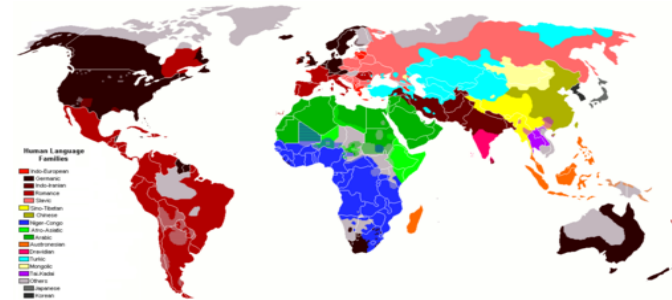 Human Language
Families
Indo-European
Germanic
Indo-Iranian
Romance
Slavic
Sino-Tibetan
Chinese
Niger-Congo
Afro-Asiatic
Arabic
Austronesian
Dravidian
Turkic
Mongolic
Tai-Kadai
Others
Japanese
Korean